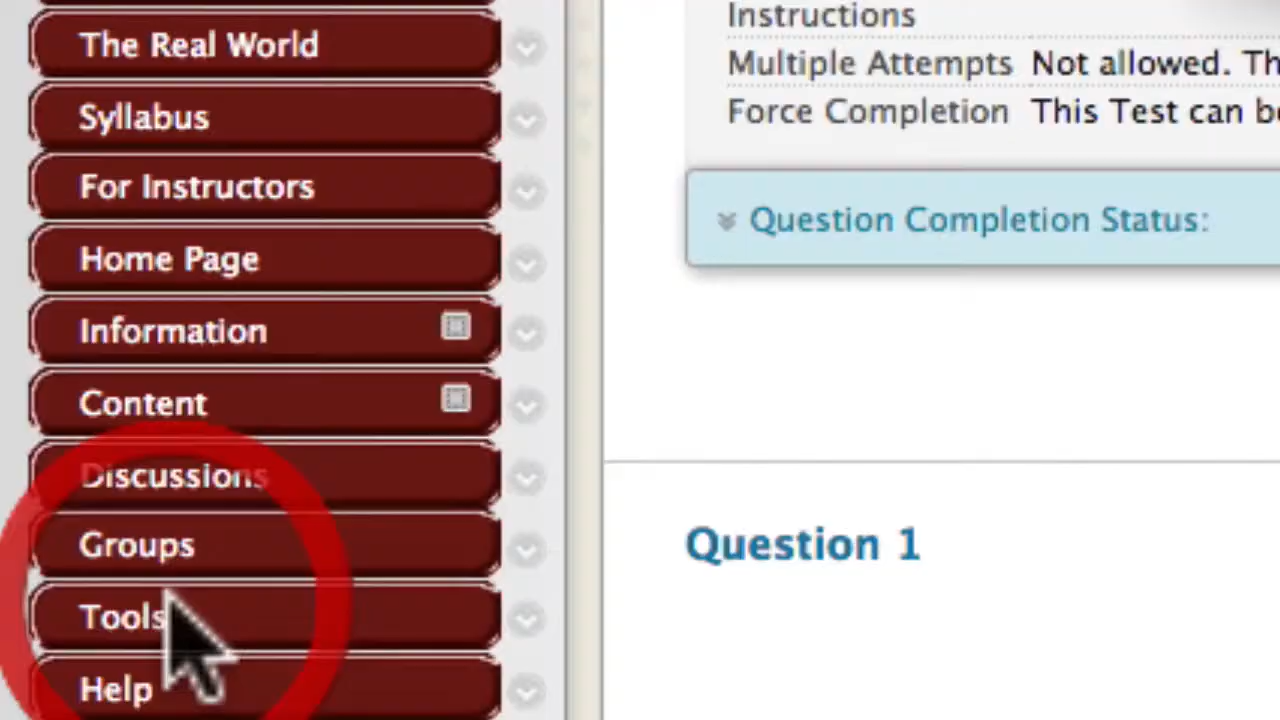 The Real World
Syllabus
For Instructors
Home Page
Information
Content
Discussions
Groups
Tools
Help
Instructions
Multiple Attempts Not allowed. Th
Force Completion This Test can be
Question Completion Status:
Question 1